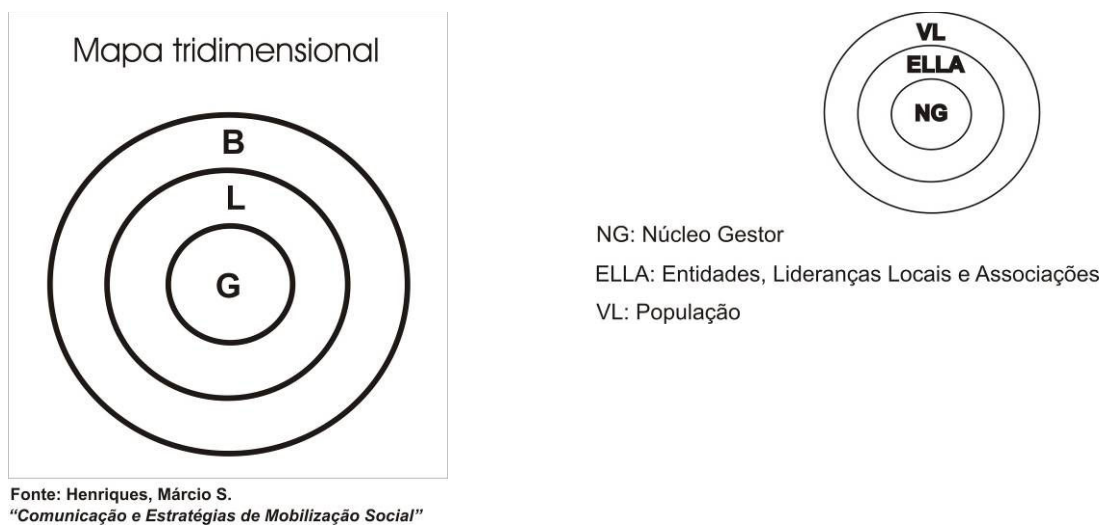 Mapa tridimensional
B
L
G
Fonte: Henriques, Márcio S.
“Comunicação e Estratégias de Mobilização Social”
VL
ELLA
NG
NG: Núcleo Gestor
ELLA: Entidades, Lideranças Locais e Associações
VL: População